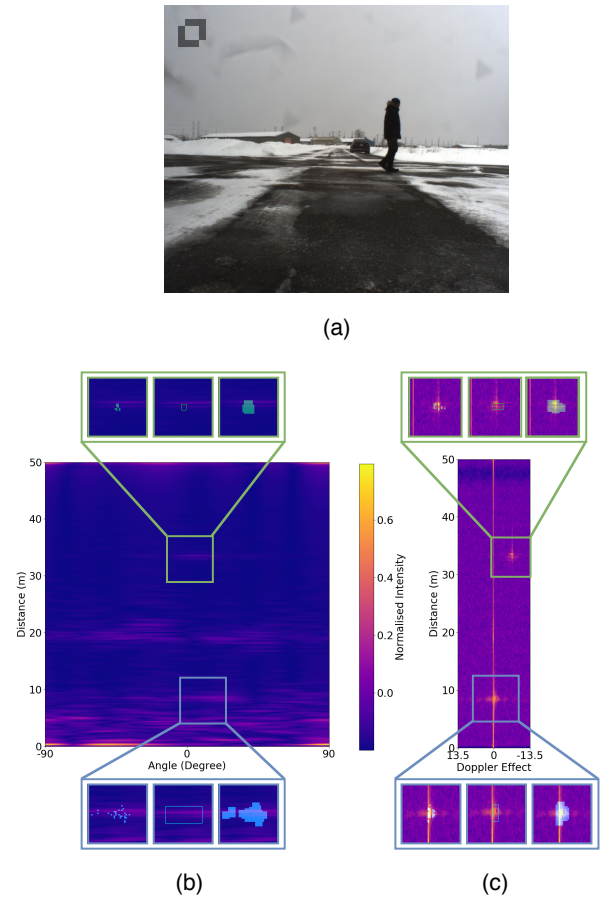 (a)
50
40
30
20
10
0
Distance (m)
-90
0
90
Angle (Degree)
0.6
0.4
0.2
0.0
Normalised Intensity
50
40
30
20
10
0
Distance (m)
13.5
0
-13.5
Doppler Effect
(b)
(c)